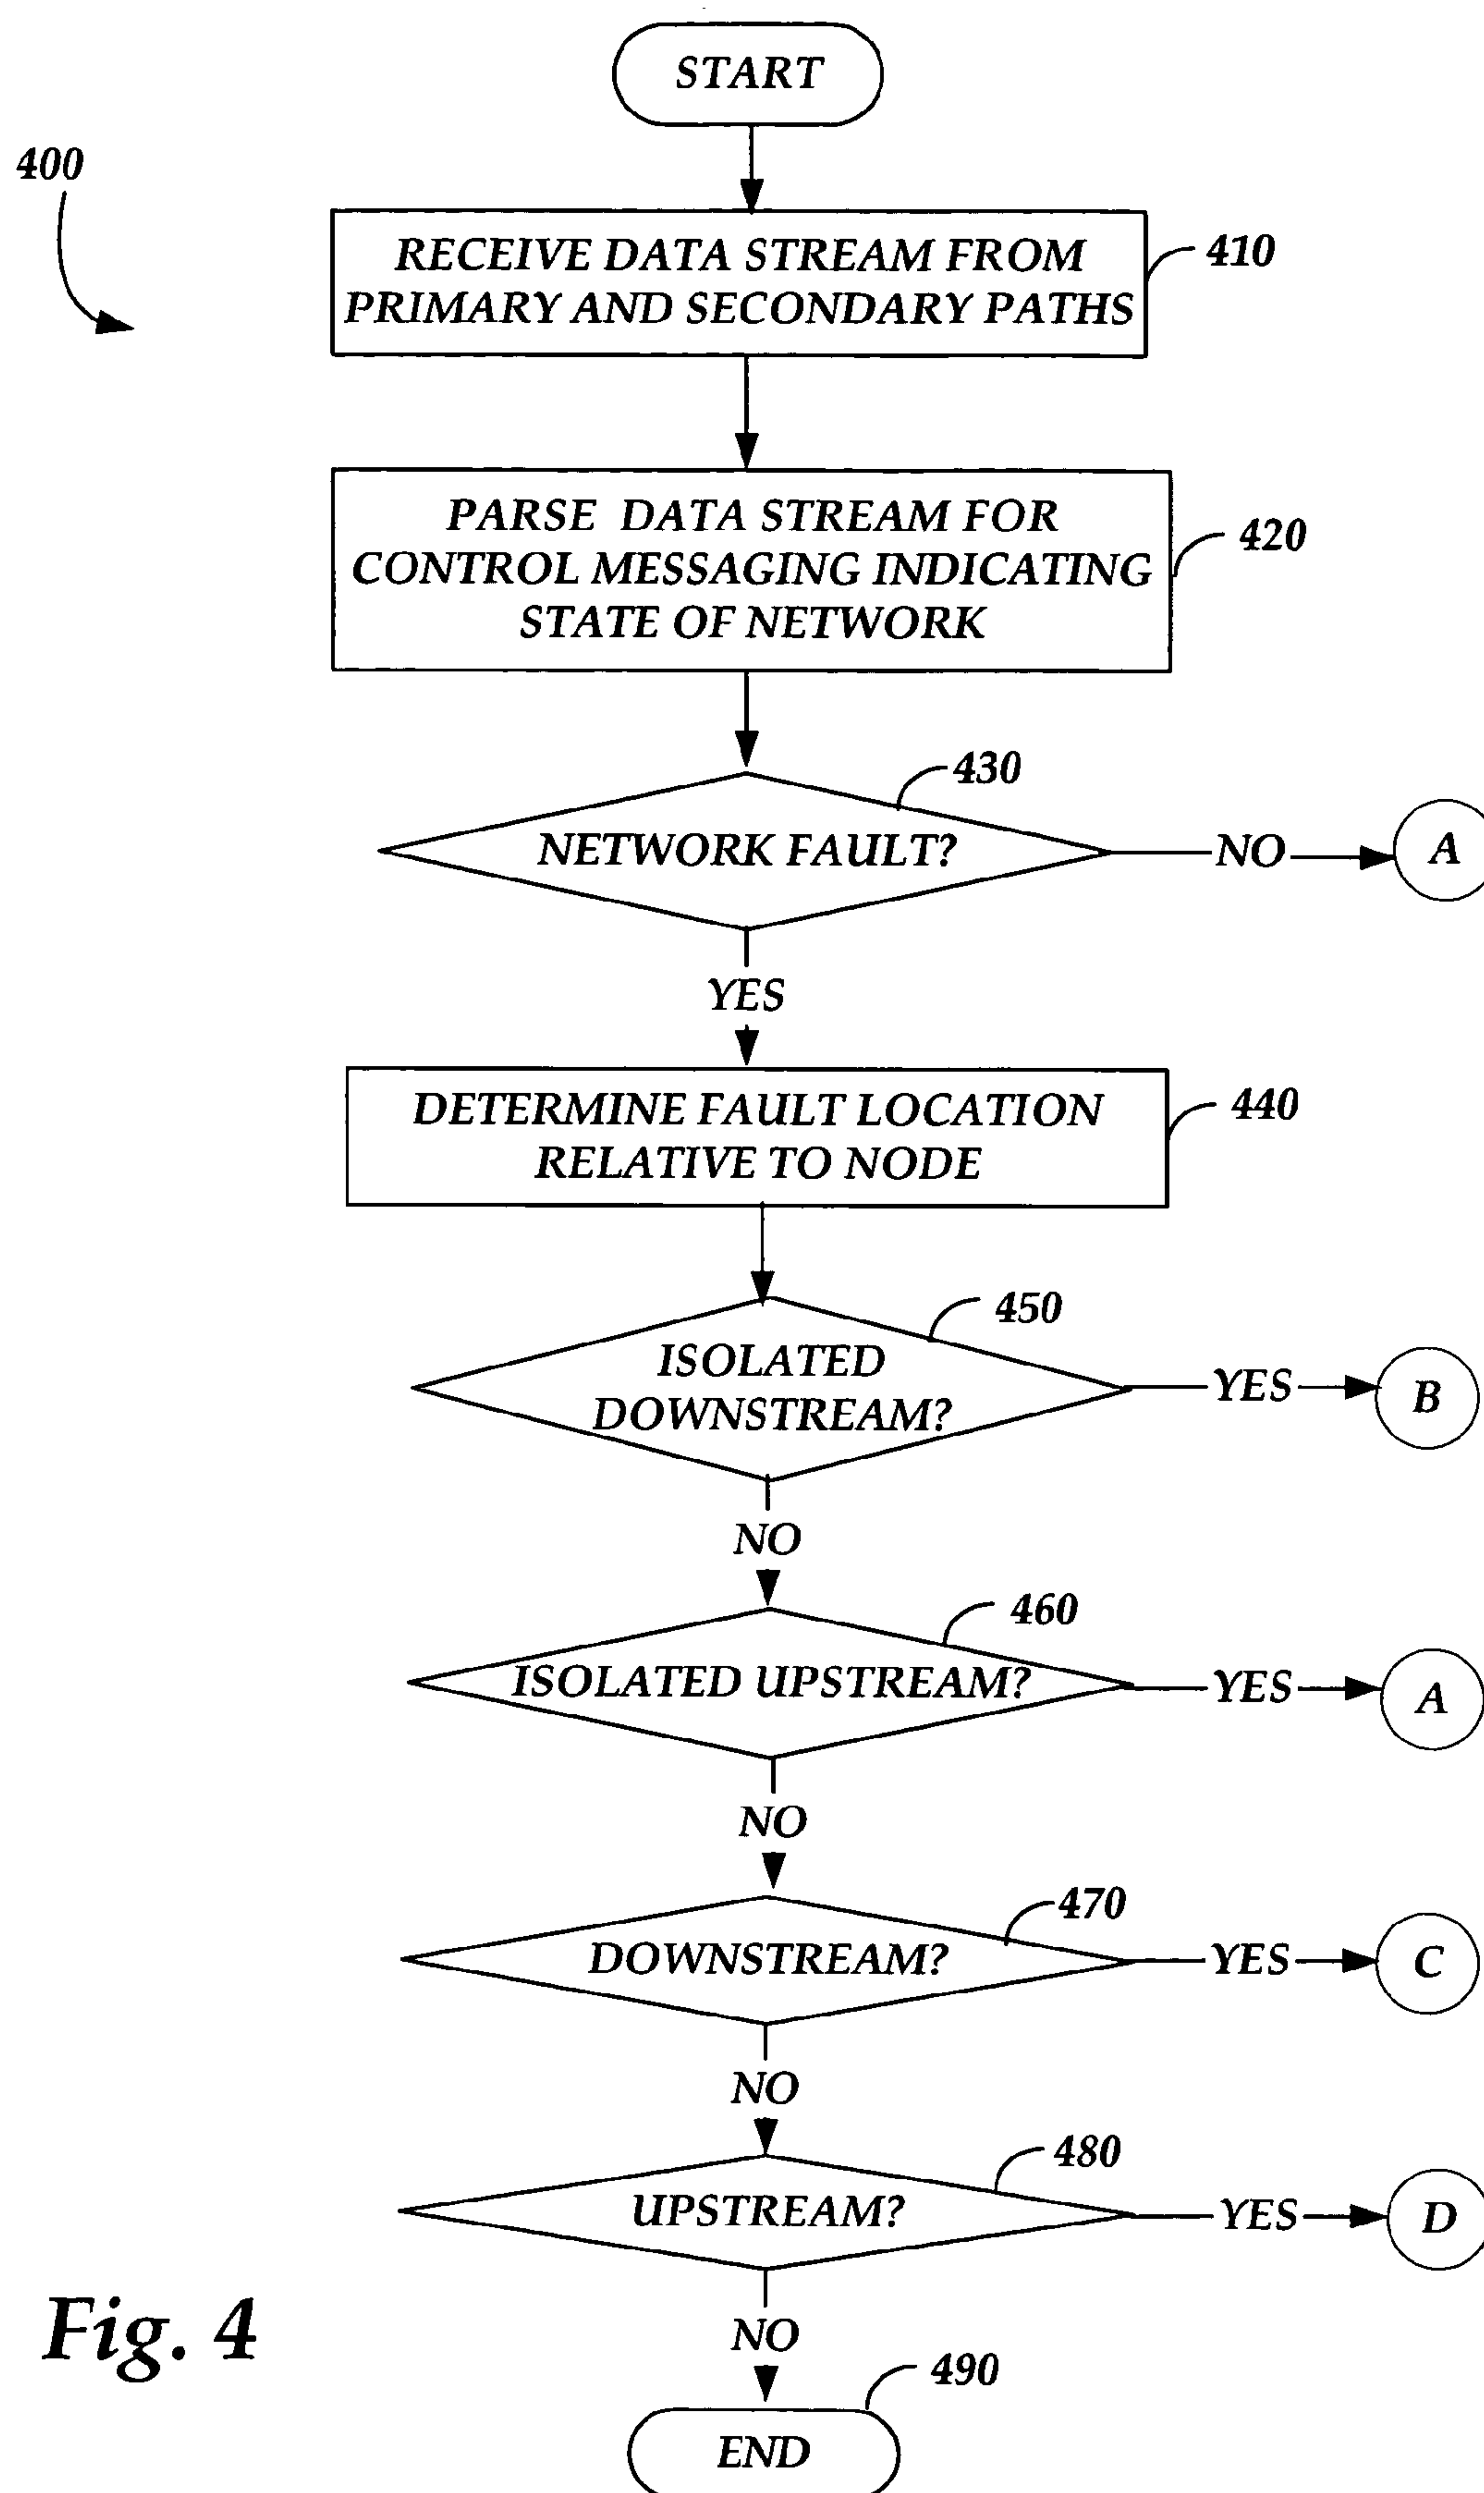 START
400
RECEIVE DATA STREAM FROM
PRIMARY AND SECONDARY PATHS
410
PARSE DATA STREAM FOR
CONTROL MESSAGING INDICATING
STATE OF NETWORK
420
430
NETWORK FAULT?
NO
A
YES
DETERMINE FAULT LOCATION
RELATIVE TO NODE
440
450
ISOLATED
DOWNSTREAM?
YES
B
NO
460
ISOLATED UPSTREAM?
YES
A
NO
470
DOWNSTREAM?
YES
C
NO
480
UPSTREAM?
YES
D
NO
490
END
Fig. 4